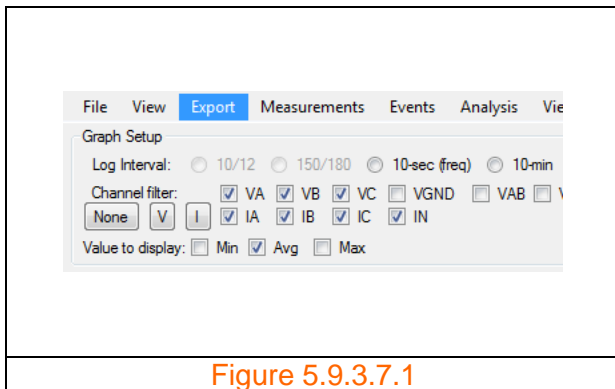 File View Export Measurements Events Analysis
Graph Setup
Log Interval: 10/12 150/180 10-sec (freq) 10-min
Channel filter: VA VB VC VGND VAB
None V I IA IB IC IN
Value to display: Min Avg Max
Figure 5.9.3.7.1